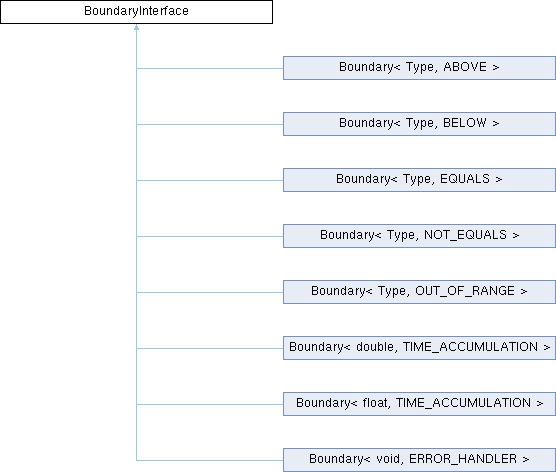 BoundaryInterface
Boundary< Type, ABOVE >
Boundary< Type, BELOW >
Boundary< Type, EQUALS >
Boundary< Type, NOT_EQUALS >
Boundary< Type, OUT_OF_RANGE >
Boundary< double, TIME_ACCUMULATION >
Boundary< float, TIME_ACCUMULATION >
Boundary< void, ERROR_HANDLER >